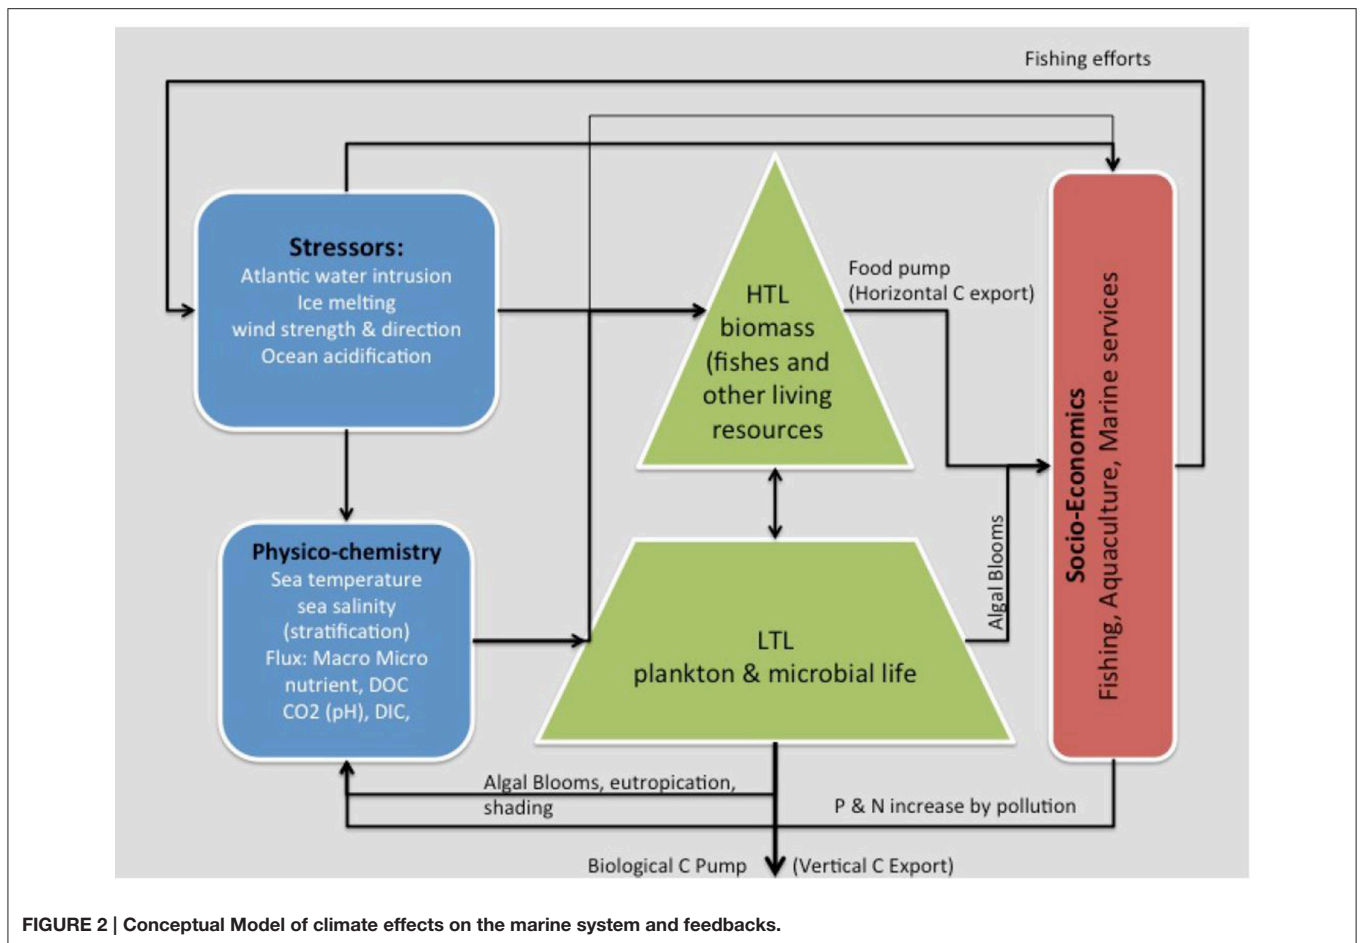 Fishing efforts
Stressors:
Atlantic water intrusion
Ice melting
wind strength & direction
Ocean acidification
HTL
biomass
(fishes and
other living
resources
Food pump
(Horizontal C export)
Socio-Economics
Fishing, Aquaculture, Marine services
Physico-chemistry
Sea temperature
sea salinity
(stratification)
Flux: Macro Micro
nutrient, DOC
CO2 (pH), DIC,
LTL
plankton & microbial life
Algal Blooms
Algal Blooms, eutropication,
shading
P & N increase by pollution
Biological C Pump (Vertical C Export)
FIGURE 2 | Conceptual Model of climate effects on the marine system and feedbacks.